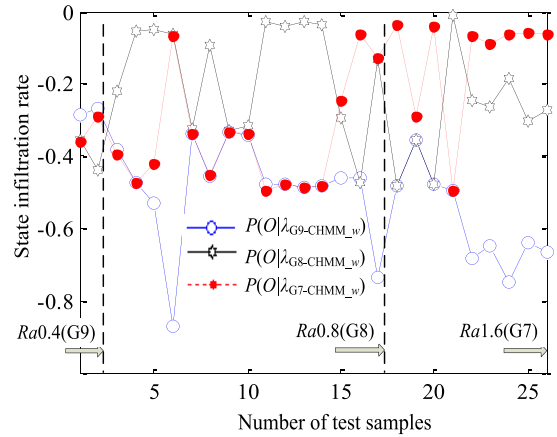 State infiltration rate
0
-0.2
-0.4
-0.6
-0.8
P(O|λG9-CHMM_w)
P(O|λG8-CHMM_w)
P(O|λG7-CHMM_w)
Ra0.4(G9)
Ra0.8(G8)
Ra1.6(G7)
5
10
15
20
25
Number of test samples